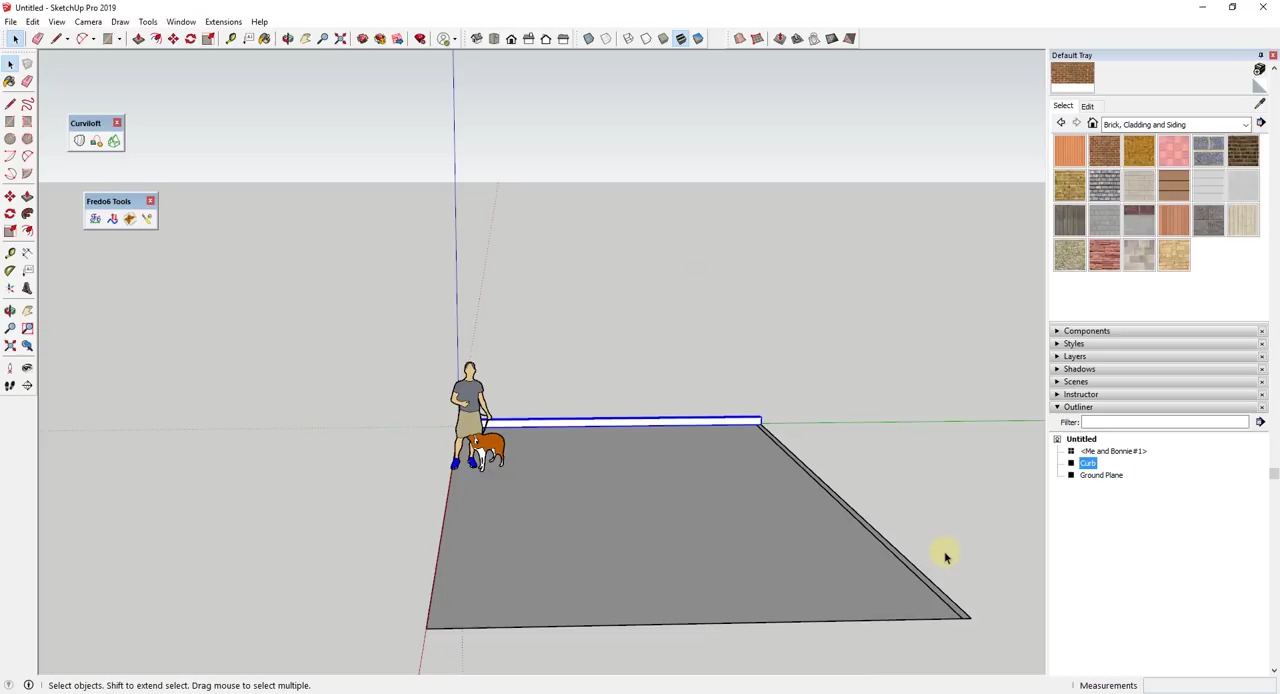 Untitled - SketchUp Pro 2019
File Edit View Camera Draw Tools Window Extensions Help
Default Tray
Select Edit
Brick, Cladding and Siding
Curviloft
Fredo6 Tools
Components
Styles
Layers
Shadows
Scenes
Instructor
Outliner
Filter:
Untitled
<Me and Bonnie#1>
Curb
Ground Plane
Select objects. Shift to extend select. Drag mouse to select multiple.
Measurements